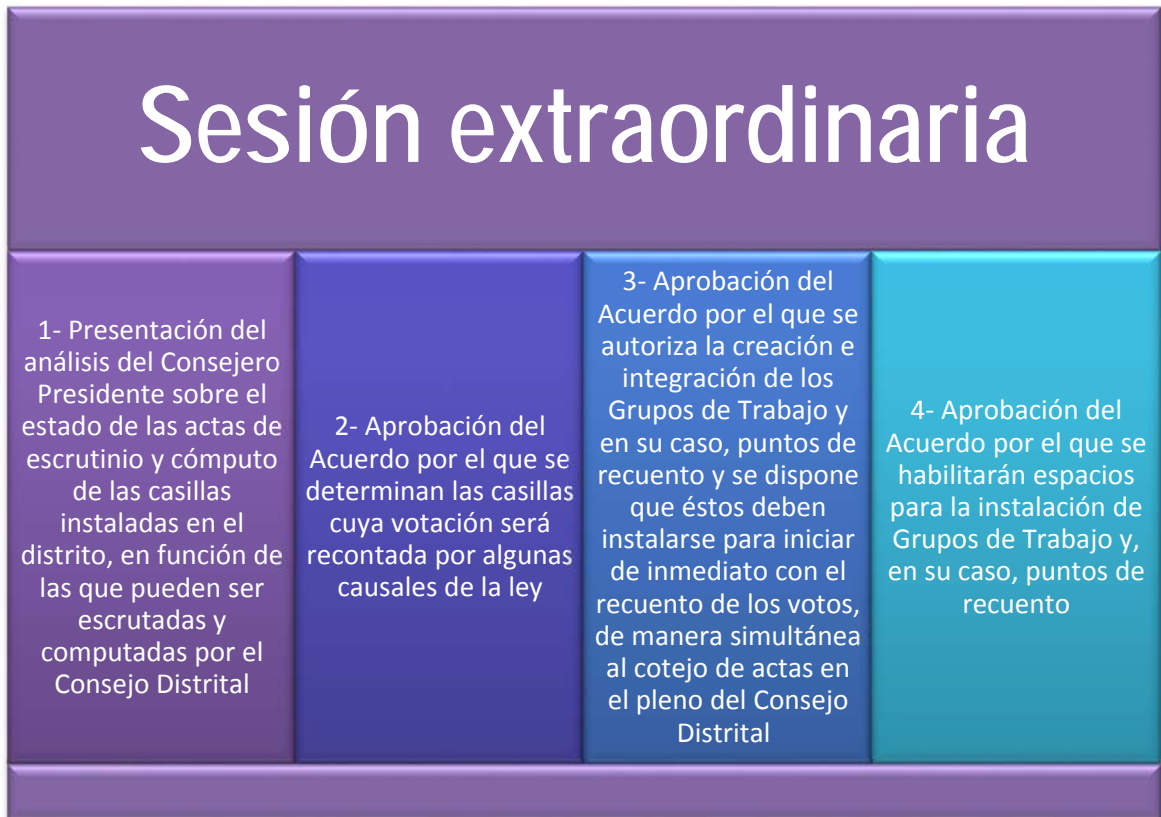 Sesión extraordinaria
1- Presentación del
análisis del Consejero
Presidente sobre el
estado de las actas de
escrutinio y cómputo
de las casillas
instaladas en el
distrito, en función de
las que pueden ser
escrutadas y
computadas por el
Consejo Distrital
2- Aprobación del
Acuerdo por el que se
determinan las casillas
cuya votación será
recontada por algunas
causales de la ley
3- Aprobación del
Acuerdo por el que se
autoriza la creación e
integración de los
Grupos de Trabajo y
en su caso, puntos de
recuento y se dispone
que éstos deben
instalarse para iniciar
de inmediato con el
recuento de los votos,
de manera simultánea
al cotejo de actas en
el pleno del Consejo
Distrital
4- Aprobación del
Acuerdo por el que se
habilitarán espacios
para la instalación de
Grupos de Trabajo y,
en su caso, puntos de
recuento